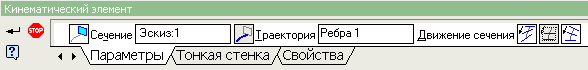 Кинематический элемент
STOP Сечение Эскиз:1 Траектория Ребра 1 Движение сечения
Параметры Тонкая стенка Свойства